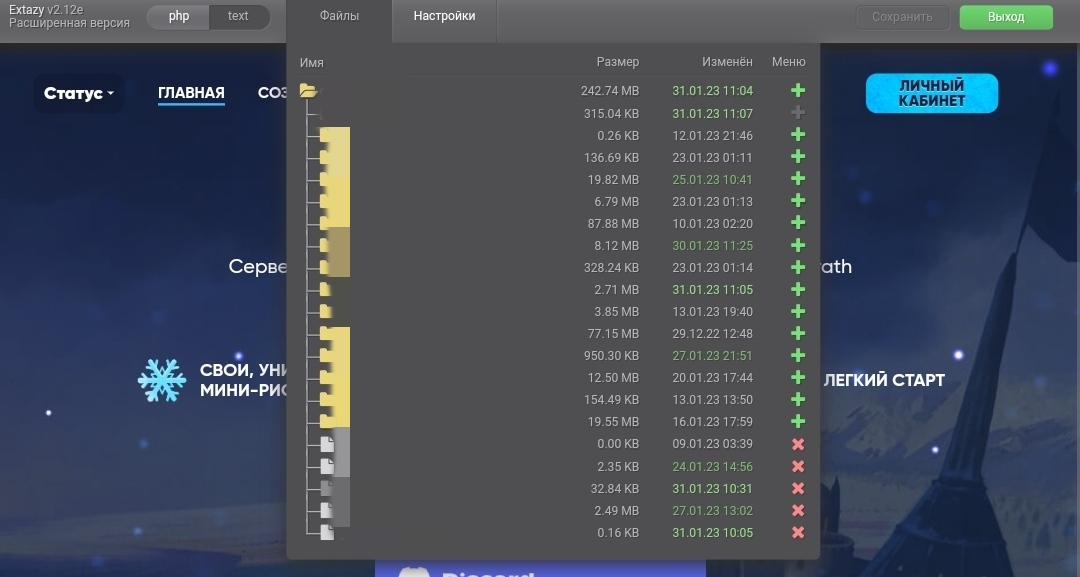 Extazy v2.12e
Расширенная версия
php
text
Файлы
Настройки
Сохранить
Выход
Статус
ГЛАВНАЯ
ЛИЧНЫЙ
КАБИНЕТ
Имя Размер Изменён Меню
242.74 MB 31.01.23 11:04
315.04 KB 31.01.23 11:07
0.26 KB 12.01.23 21:46
136.69 KB 23.01.23 01:11
19.82 MB 25.01.23 10:41
6.79 MB 23.01.23 01:13
87.88 MB 10.01.23 02:20
8.12 MB 30.01.23 11:25
328.24 KB 23.01.23 01:14
2.71 MB 31.01.23 11:05
3.85 MB 13.01.23 19:40
77.15 MB 29.12.22 12:48
950.30 KB 27.01.23 21:51
12.50 MB 20.01.23 17:44
154.49 KB 13.01.23 13:50
19.55 MB 16.01.23 17:59
0.00 KB 09.01.23 03:39
2.35 KB 24.01.23 14:56
32.84 KB 31.01.23 10:31
2.49 MB 27.01.23 13:02
0.16 KB 31.01.23 10:05
СВОИ,
ЛЕГКИЙ СТАРТ